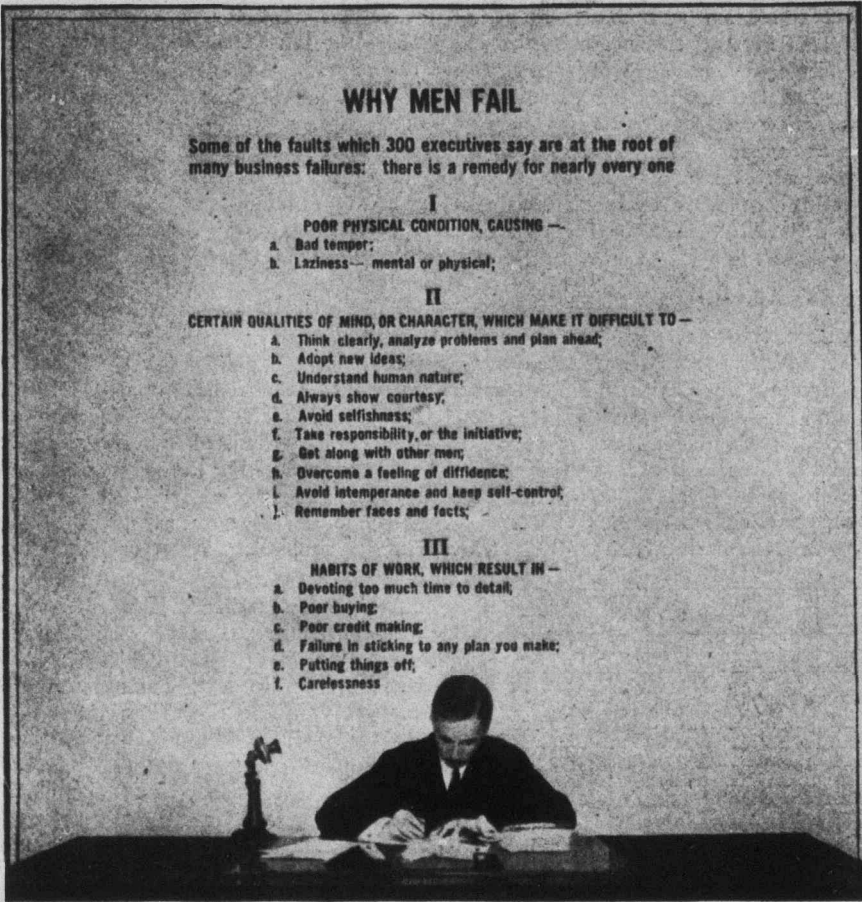 WHY MEN FAIL
Some of the faults which 300 executives say are at the root of
many business failures: there is a remedy for nearly every one
I
POOR PHYSICAL CONDITION, CAUSING —
a. Bad temper;
b. Laziness — mental or physical;
II
CERTAIN QUALITIES OF MIND, OR CHARACTER, WHICH MAKE IT DIFFICULT TO —
a. Think clearly, analyze problems and plan ahead;
b. Adopt new ideas;
c. Understand human nature;
d. Always show courtesy;
e. Avoid selfishness;
f. Take responsibility, or the initiative;
g. Get along with other men;
h. Overcome a feeling of diffidence;
i. Avoid intemperance and keep self-control;
j. Remember faces and facts;
III
HABITS OF WORK, WHICH RESULT IN —
a. Devoting too much time to detail;
b. Poor buying;
c. Poor credit making;
d. Failure in sticking to any plan you make;
e. Putting things off;
f. Carelessness